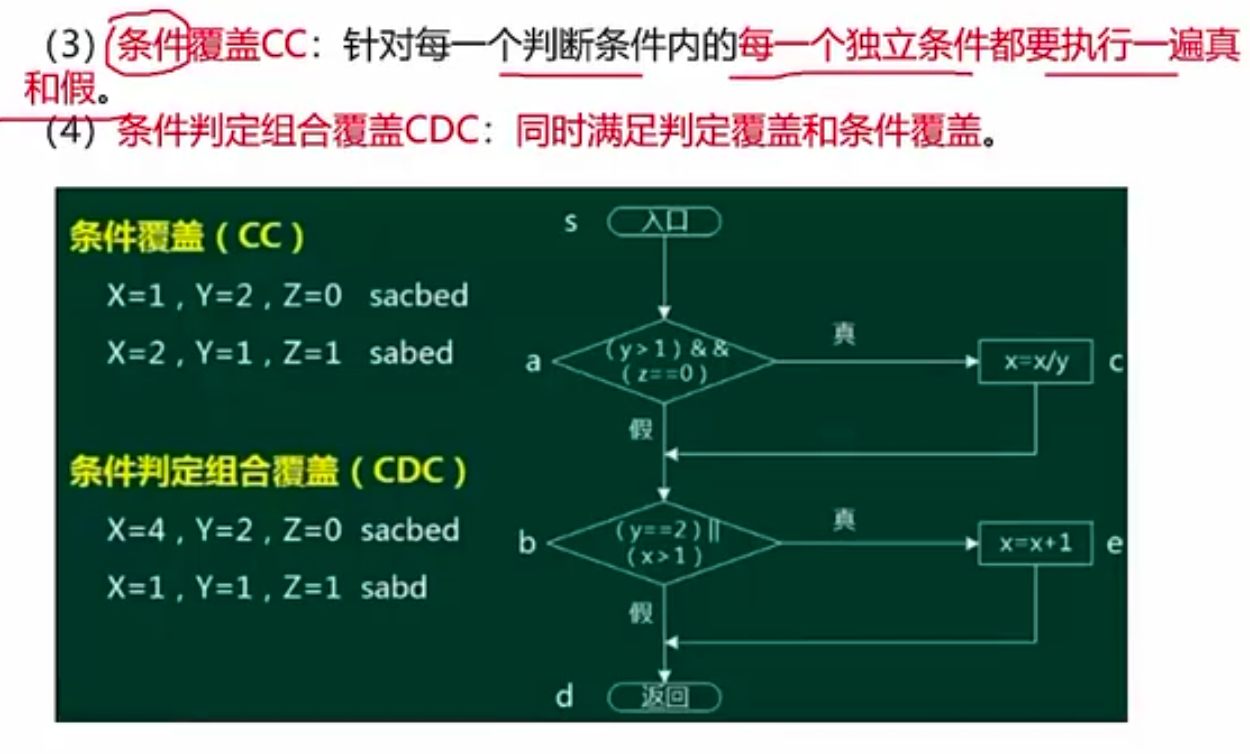 (3) 条件覆盖CC：针对每一个判断条件内的每一个独立条件都要执行一遍真
和假。
(4) 条件判定组合覆盖CDC：同时满足判定覆盖和条件覆盖。
条件覆盖（CC）
X=1，Y=2，Z=0 sacbed
X=2，Y=1，Z=1 sabed
条件判定组合覆盖（CDC）
X=4，Y=2，Z=0 sacbed
X=1，Y=1，Z=1 sabd
s
入口
a
(y>1)&&
(z==0)
真
x=x/y
c
假
b
(y==2)||
(x>1)
真
x=x+1
e
假
d
返回